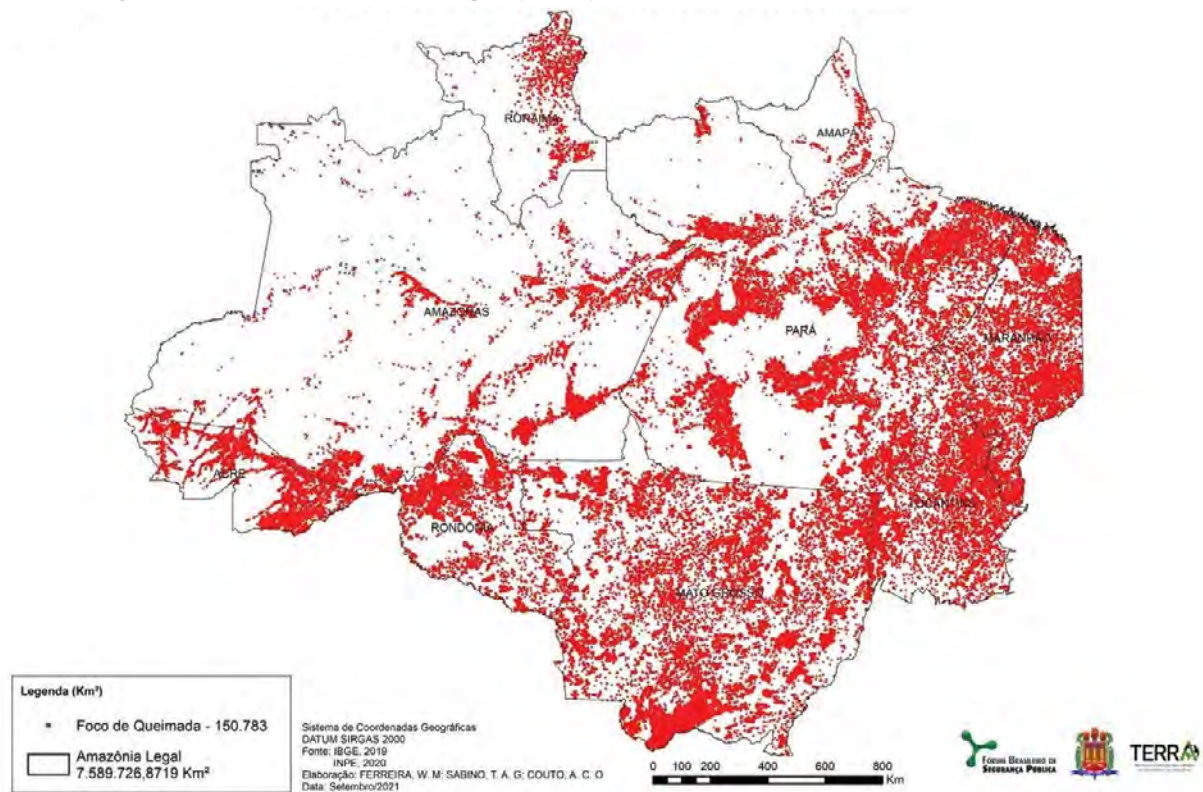 RORAIMA
AMAPÁ
AMAZONAS
PARÁ
MARANHÃO
ACRE
TOCANTINS
RONDÔNIA
MATO GROSSO
Legenda (Km²)
Foco de Queimada - 150.783
Amazônia Legal
7.589.726,8719 Km²
Sistema de Coordenadas Geográficas
DATUM SIRGAS 2000
Fonte: IBGE, 2019
INPE, 2020
Elaboração: FERREIRA, W. M; SABINO, T. A. G; COUTO, A. C. O
Data: Setembro/2021
0 100 200 400 600 800
Km
FÓRUM BRASILEIRO DE
SEGURANÇA PÚBLICA
TERRA